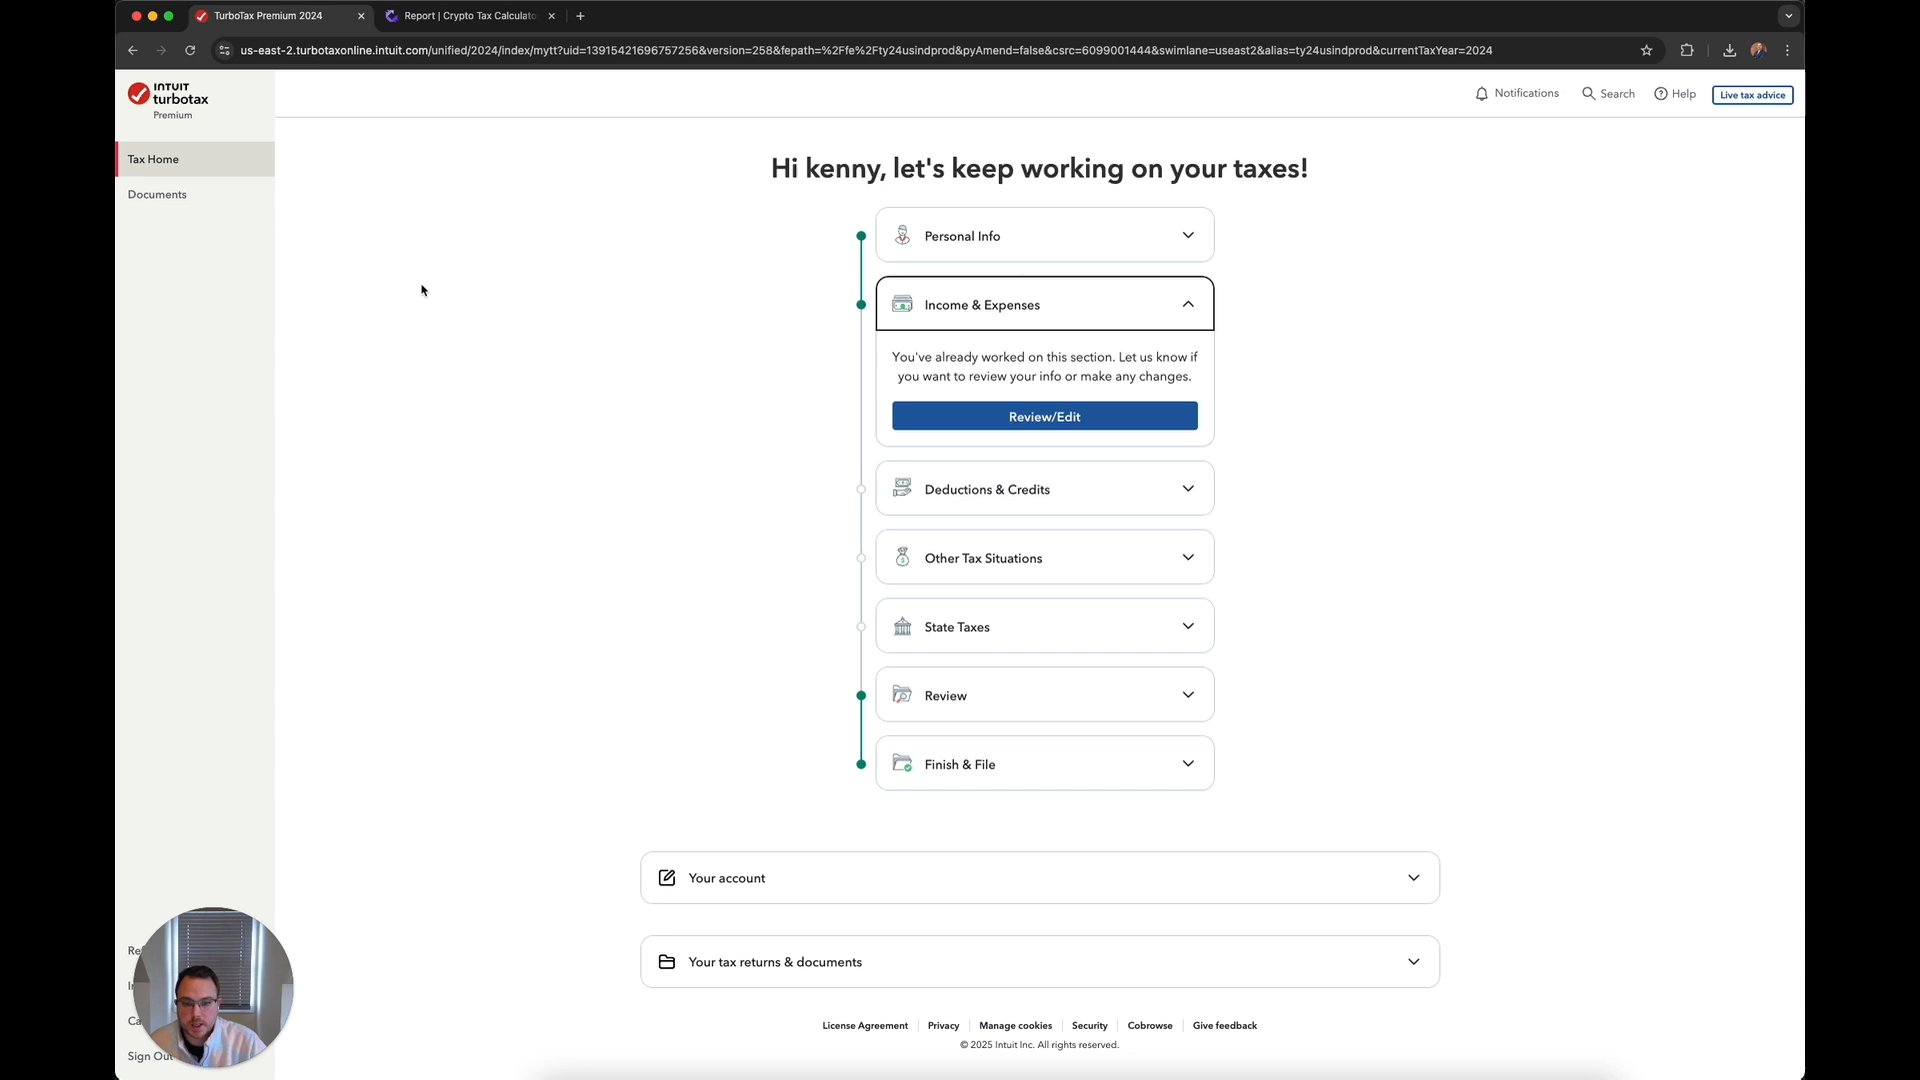 TurboTax Premium 2024
Report | Crypto Tax Calculato
us-east-2.turbotaxonline.intuit.com/unified/2024/index/mytt?uid=13915421696757256&version=258&fepath=%2Ffe%2Fty24usindprod&pyAmend=false&csrc=6099001444&swimlane=useast2&alias=ty24usindprod&currentTaxYear=2024
INTUIT
turbotax
Premium
Notifications
Search
Help
Live tax advice
Tax Home
Documents
Hi kenny, let's keep working on your taxes!
Personal Info
Income & Expenses
You've already worked on this section. Let us know if
you want to review your info or make any changes.
Review/Edit
Deductions & Credits
Other Tax Situations
State Taxes
Review
Finish & File
Your account
Your tax returns & documents
Sign Out
License Agreement
Privacy
Manage cookies
Security
Cobrowse
Give feedback
© 2025 Intuit Inc. All rights reserved.